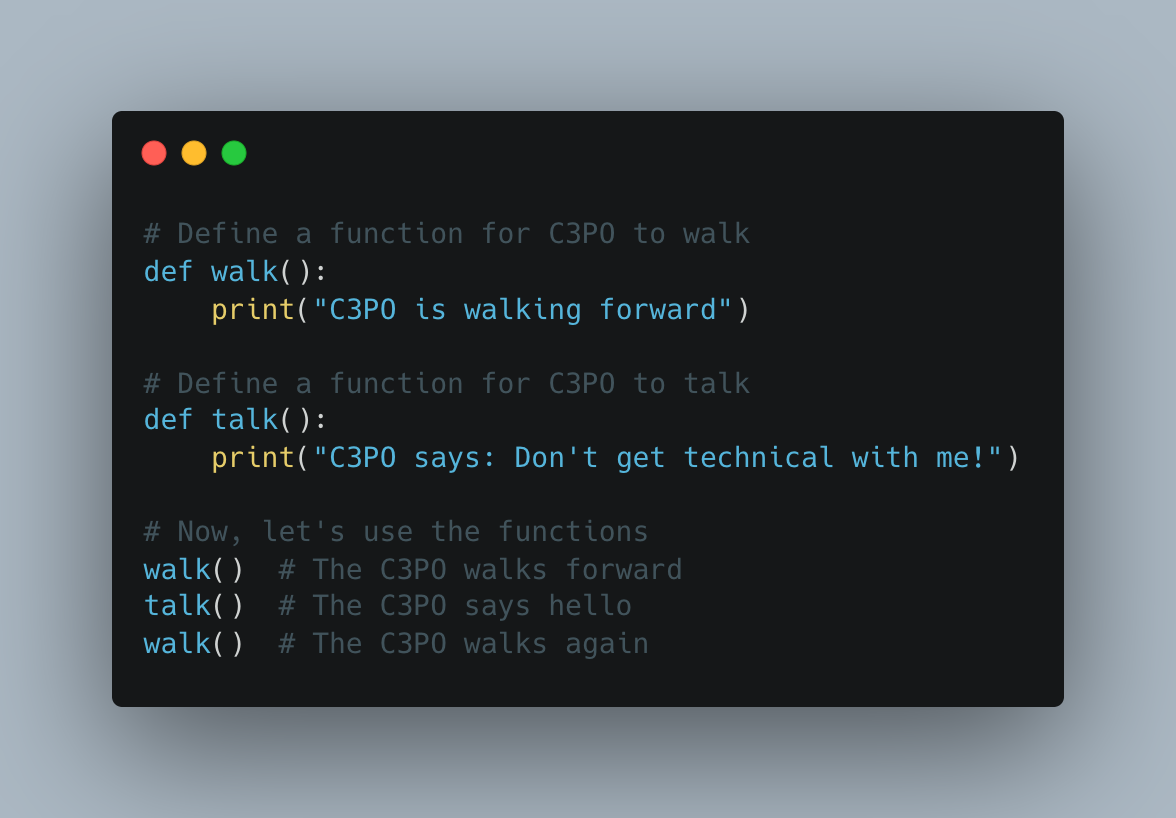 # Define a function for C3PO to walk
def walk():
    print("C3PO is walking forward")

# Define a function for C3PO to talk
def talk():
    print("C3PO says: Don't get technical with me!")

# Now, let's use the functions
walk()  # The C3PO walks forward
talk()  # The C3PO says hello
walk()  # The C3PO walks again